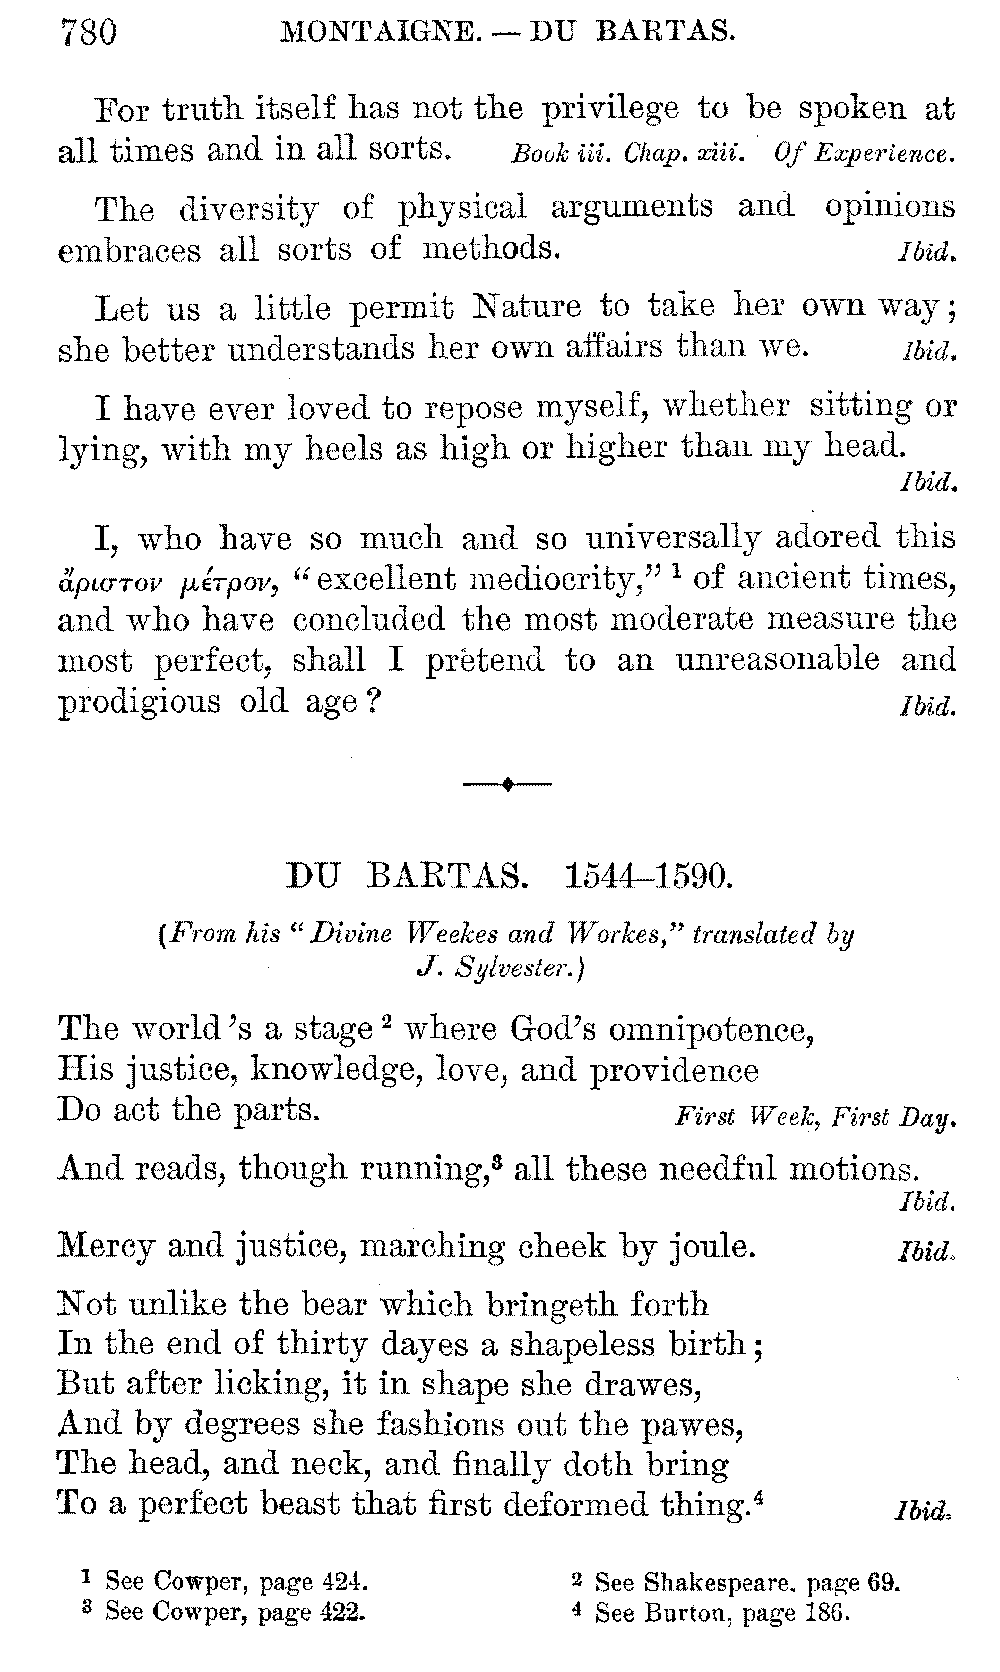 780 MONTAIGNE. — DU BARTAS.
For truth itself has not the privilege to be spoken at
all times and in all sorts. Book iii. Chap. xiii. Of Experience.
The diversity of physical arguments and opinions
embraces all sorts of methods. Ibid.
Let us a little permit Nature to take her own way;
she better understands her own affairs than we. Ibid.
I have ever loved to repose myself, whether sitting or
lying, with my heels as high or higher than my head.
Ibid.
I, who have so much and so universally adored this
ἄριστον μέτρον, “excellent mediocrity,” ¹ of ancient times,
and who have concluded the most moderate measure the
most perfect, shall I pretend to an unreasonable and
prodigious old age? Ibid.
DU BARTAS. 1544–1590.
(From his “Divine Weekes and Workes,” translated by
J. Sylvester.)
The world's a stage ² where God's omnipotence,
His justice, knowledge, love, and providence
Do act the parts. First Week, First Day.
And reads, though running,³ all these needful motions.
Ibid.
Mercy and justice, marching cheek by joule. Ibid.
Not unlike the bear which bringeth forth
In the end of thirty dayes a shapeless birth;
But after licking, it in shape she drawes,
And by degrees she fashions out the pawes,
The head, and neck, and finally doth bring
To a perfect beast that first deformed thing.⁴ Ibid.
¹ See Cowper, page 424. ² See Shakespeare, page 69.
³ See Cowper, page 422. ⁴ See Burton, page 186.